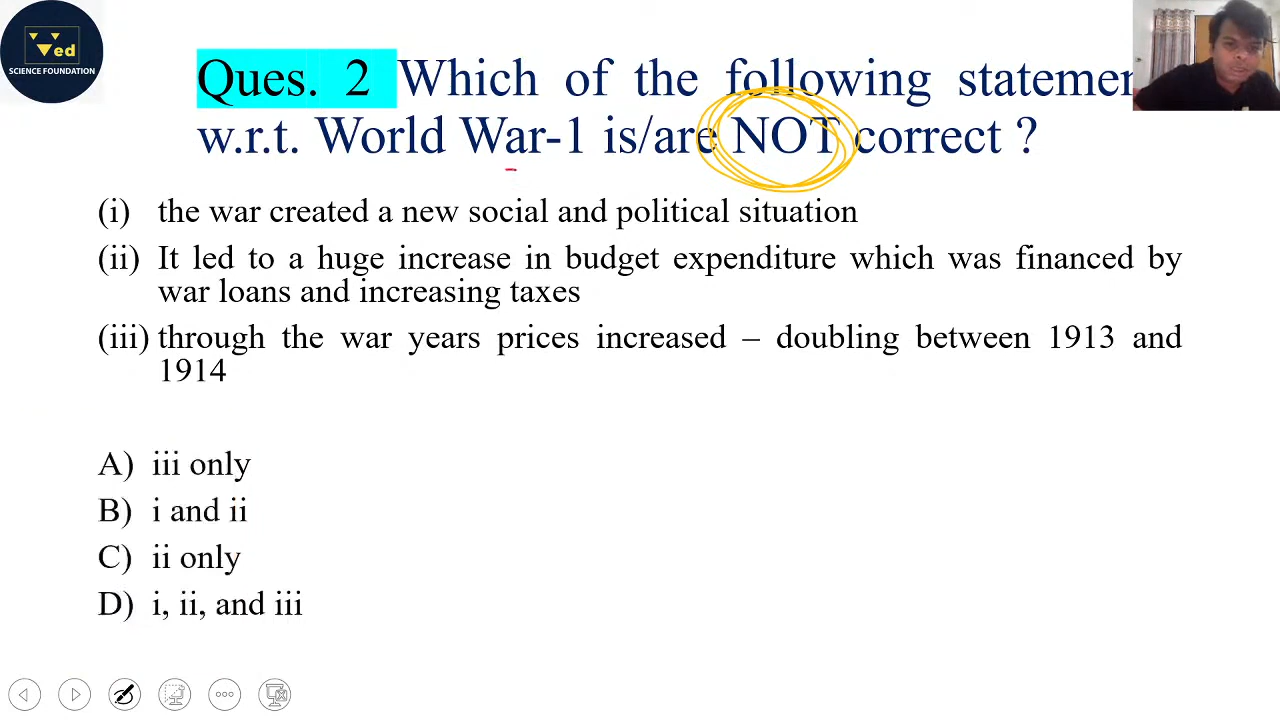 ed
SCIENCE FOUNDATION
Ques. 2 Which of the following statemen
w.r.t. World War-1 is/are NOT correct ?
(i) the war created a new social and political situation
(ii) It led to a huge increase in budget expenditure which was financed by
war loans and increasing taxes
(iii) through the war years prices increased – doubling between 1913 and
1914
A) iii only
B) i and ii
C) ii only
D) i, ii, and iii